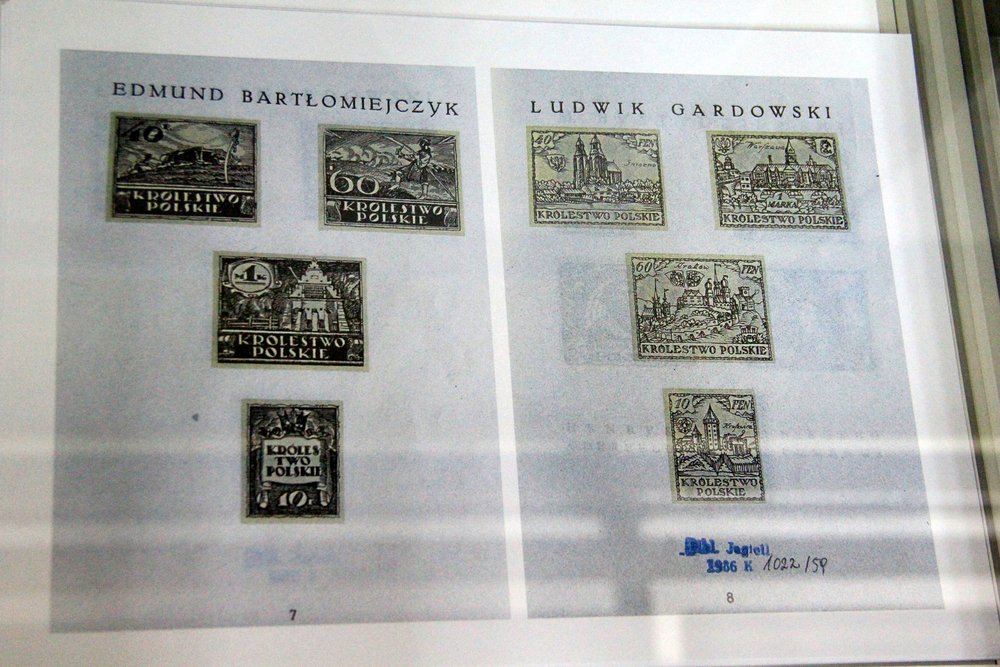 EDMUND BARTŁOMIEJCZYK
40
KRÓLESTWO
POLSKIE
60
KRÓLESTWO
POLSKIE
1
KRÓLESTWO
POLSKIE
KRÓLES
TWO
POLSKIE
10
7
LUDWIK GARDOWSKI
40 FEN
KRÓLESTWO POLSKIE
Warszawa
MARKA
KRÓLESTWO POLSKIE
60 Kraków FEN
KRÓLESTWO POLSKIE
10 FEN
KRÓLESTWO
POLSKIE
Bibl. Jagiell
1986 K 1022/59
8